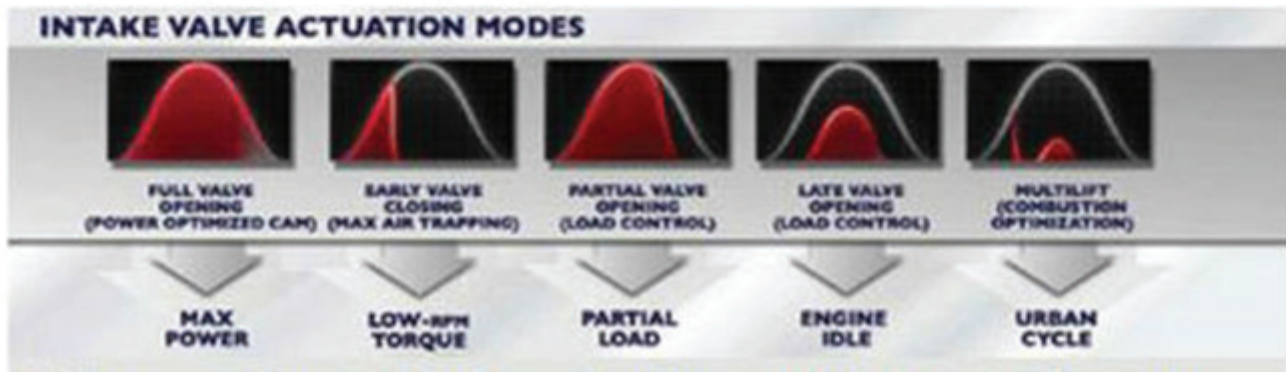 INTAKE VALVE ACTUATION MODES
FULL VALVE
OPENING
(POWER OPTIMIZED CAM)
EARLY VALVE
CLOSING
(MAX AIR TRAPPING)
PARTIAL VALVE
OPENING
(LOAD CONTROL)
LATE VALVE
OPENING
(LOAD CONTROL)
MULTILIFT
(COMBUSTION
OPTIMIZATION)
MAX
POWER
LOW-RPM
TORQUE
PARTIAL
LOAD
ENGINE
IDLE
URBAN
CYCLE